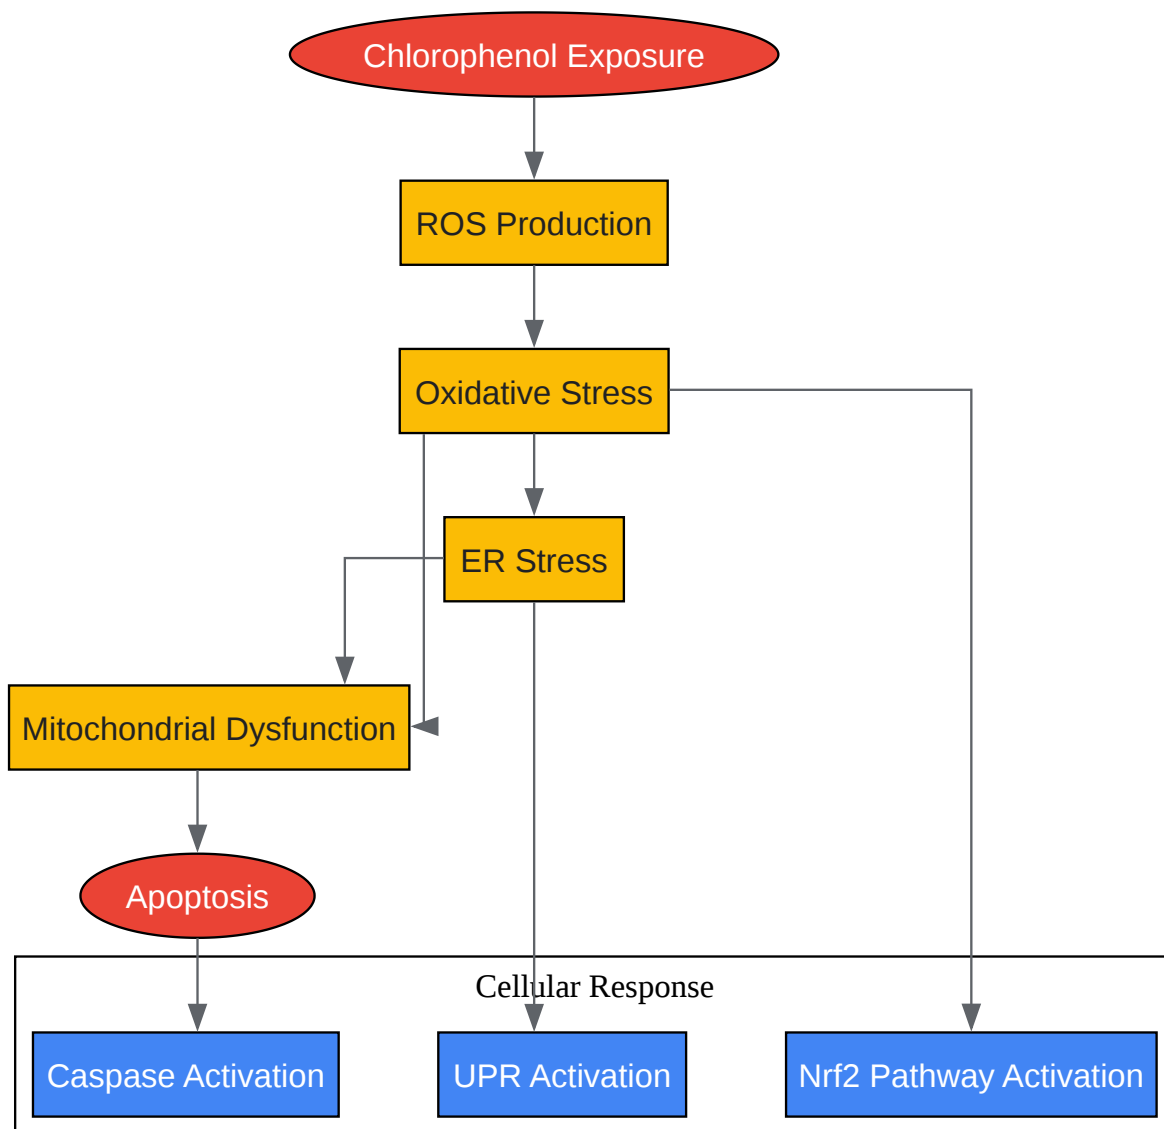 Chlorophenol Exposure
ROS Production
Oxidative Stress
ER Stress
Mitochondrial Dysfunction
Apoptosis
Cellular Response
Caspase Activation
UPR Activation
Nrf2 Pathway Activation